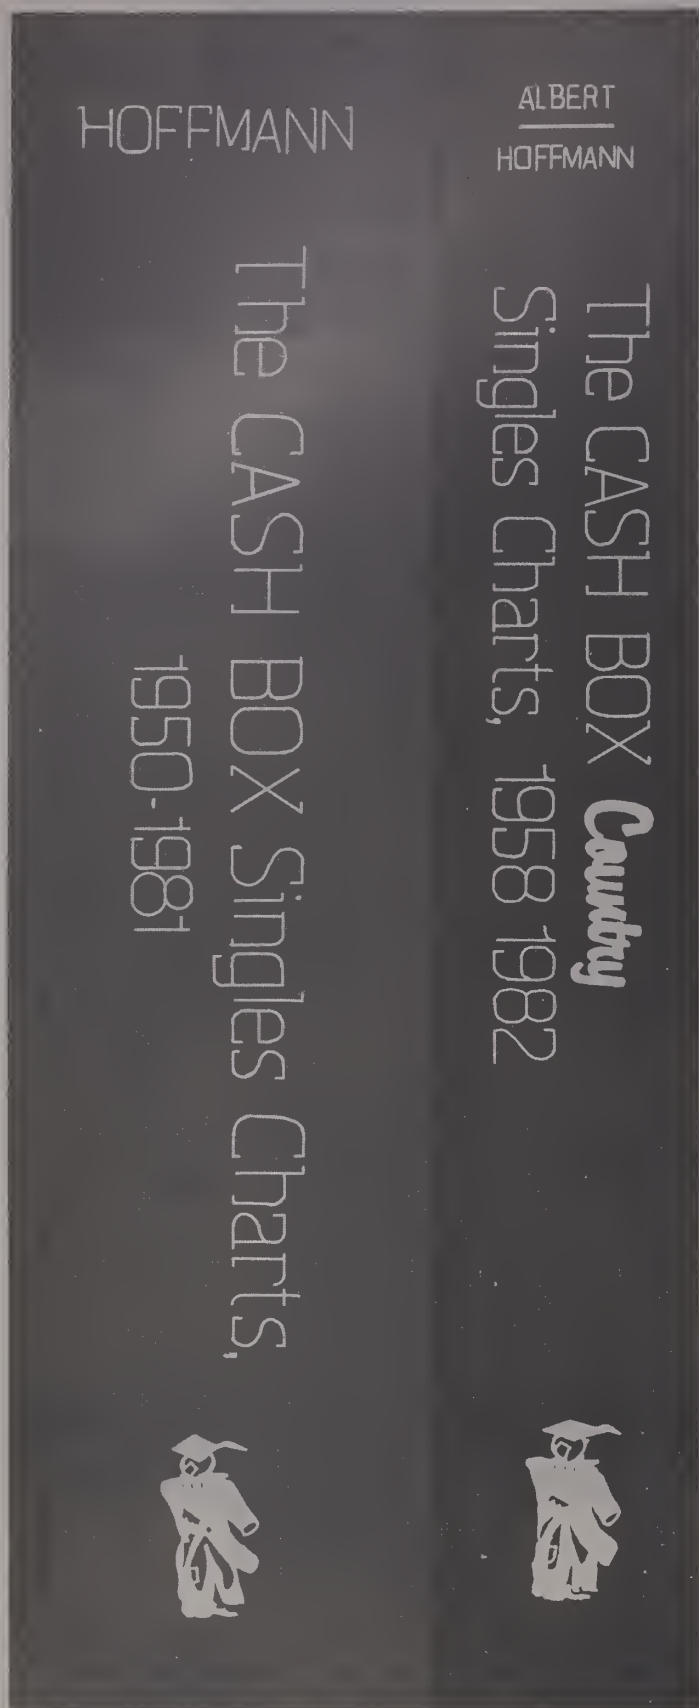 HOFFMANN
The CASH BOX Singles Charts,
1950-1981
ALBERT
HOFFMANN
The CASH BOX Country
Singles Charts, 1958 1982